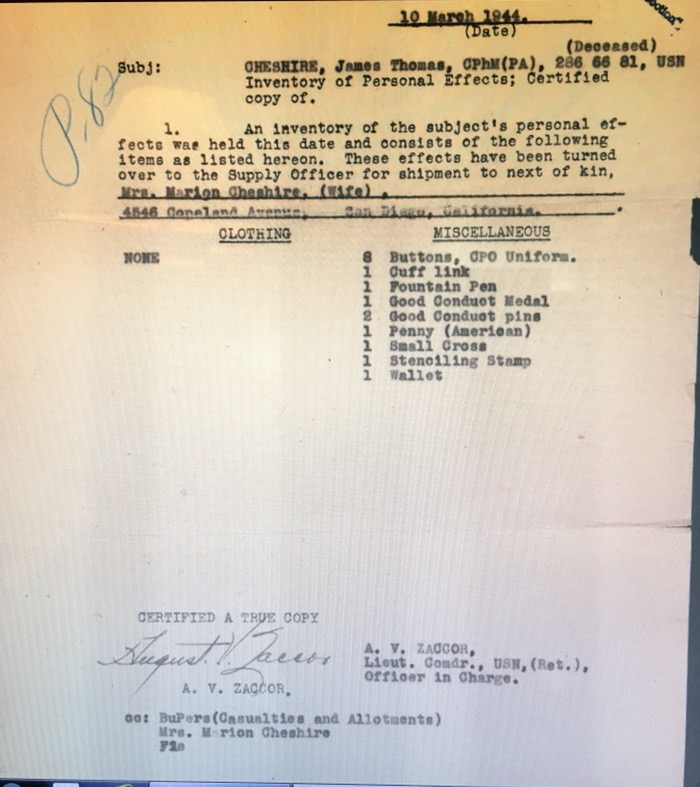 10 March 1944.
(Date)
(Deceased)
Subj: CHESHIRE, James Thomas, CPhM(PA), 286 66 81, USN
Inventory of Personal Effects; Certified
copy of.
P.82
1. An inventory of the subject's personal ef-
fects was held this date and consists of the following
items as listed hereon. These effects have been turned
over to the Supply Officer for shipment to next of kin,
Mrs. Marion Cheshire, (Wife) ,
4546 Copeland Avenue, San Diego, California. .
CLOTHING MISCELLANEOUS
NONE 8 Buttons, CPO Uniform.
1 Cuff link
1 Fountain Pen
1 Good Conduct Medal
2 Good Conduct pins
1 Penny (American)
1 Small Cross
1 Stenciling Stamp
1 Wallet
CERTIFIED A TRUE COPY
August V. Zaccor
A. V. ZACCOR.
A. V. ZACCOR,
Lieut. Comdr., USN,(Ret.),
Officer in Charge.
cc: BuPers(Casualties and Allotments)
Mrs. M rion Cheshire